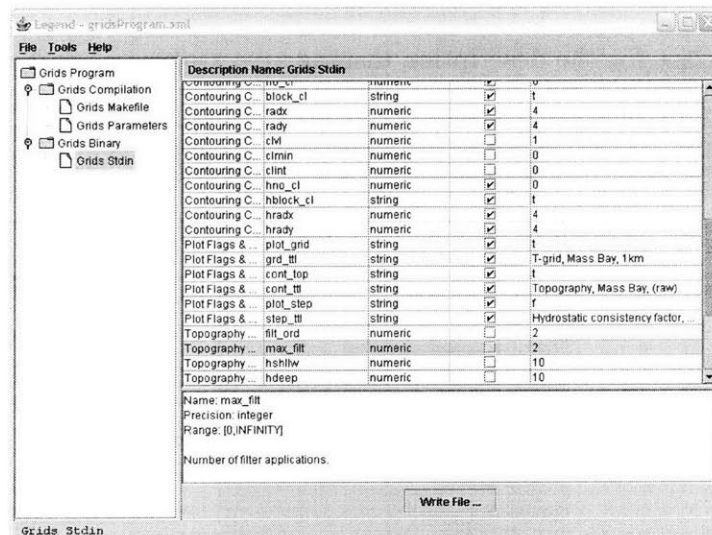 Legend - gridsProgram.xml
File Tools Help
Grids Program
Grids Compilation
Grids Makefile
Grids Parameters
Grids Binary
Grids Stdin
Description Name: Grids Stdin
Contouring C... no_cl numeric 0
Contouring C... block_cl string t
Contouring C... radx numeric 4
Contouring C... rady numeric 4
Contouring C... clvl numeric 1
Contouring C... clmin numeric 0
Contouring C... clint numeric 0
Contouring C... hno_cl numeric 0
Contouring C... hblock_cl string t
Contouring C... hradx numeric 4
Contouring C... hrady numeric 4
Plot Flags & ... plot_grid string t
Plot Flags & ... grd_ttl string T-grid, Mass Bay, 1km
Plot Flags & ... cont_top string t
Plot Flags & ... cont_ttl string Topography, Mass Bay, (raw)
Plot Flags & ... plot_step string f
Plot Flags & ... step_ttl string Hydrostatic consistency factor, ...
Topography ... filt_ord numeric 2
Topography ... max_filt numeric 2
Topography ... hshllw numeric 10
Topography ... hdeep numeric 10
Name: max_filt
Precision: integer
Range: [0,INFINITY]
Number of filter applications.
Write File ...
Grids Stdin